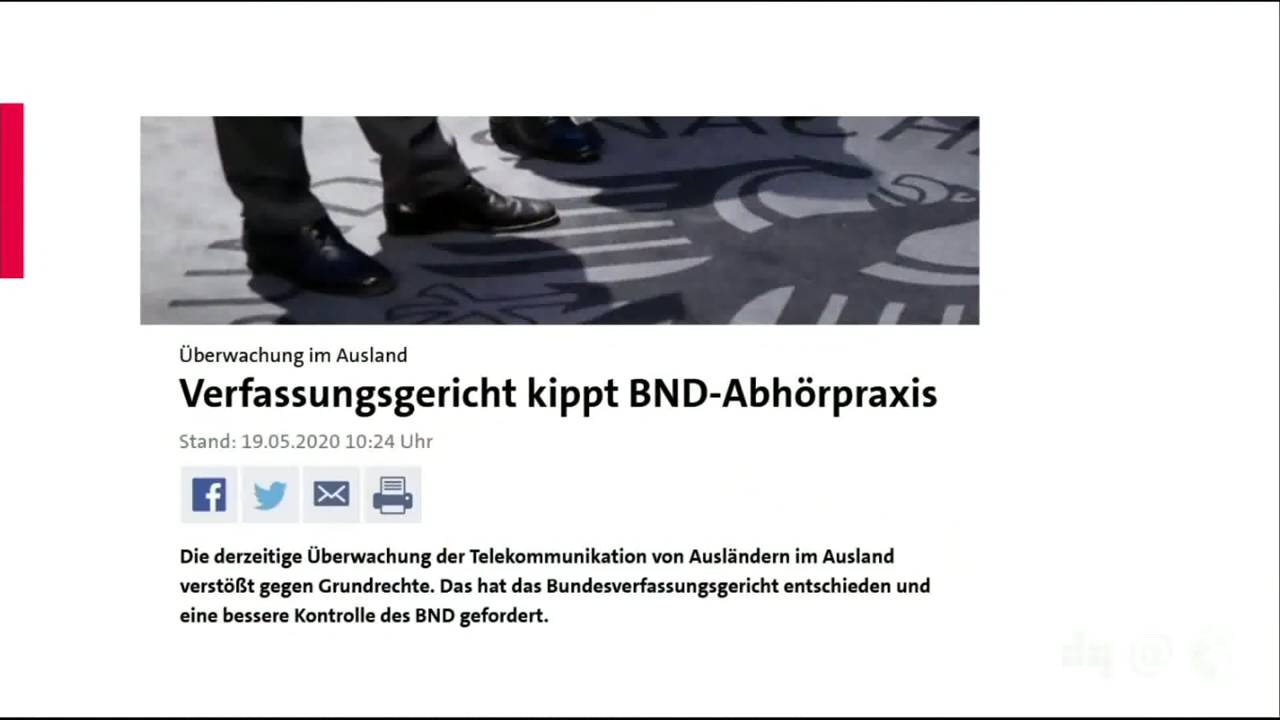 NACH
Überwachung im Ausland
Verfassungsgericht kippt BND-Abhörpraxis
Stand: 19.05.2020 10:24 Uhr
Die derzeitige Überwachung der Telekommunikation von Ausländern im Ausland
verstößt gegen Grundrechte. Das hat das Bundesverfassungsgericht entschieden und
eine bessere Kontrolle des BND gefordert.